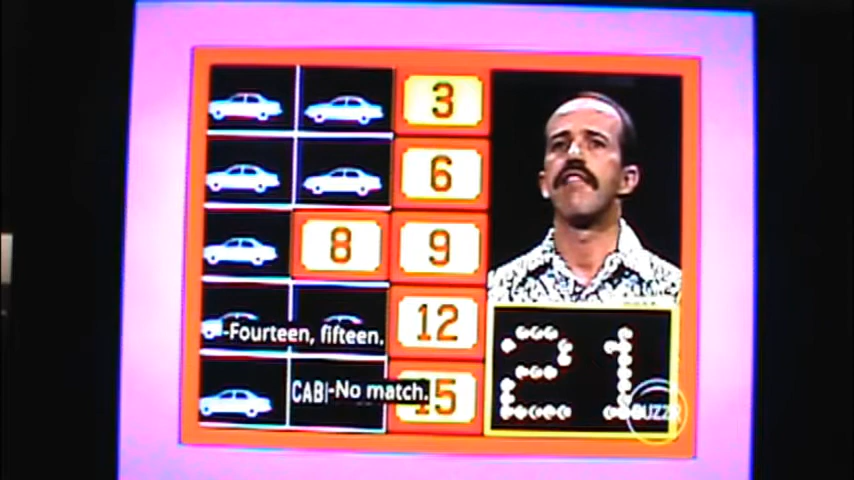 3
6
8 9
-Fourteen, fifteen. 12
CAB -No match. 15
21
BUZZR